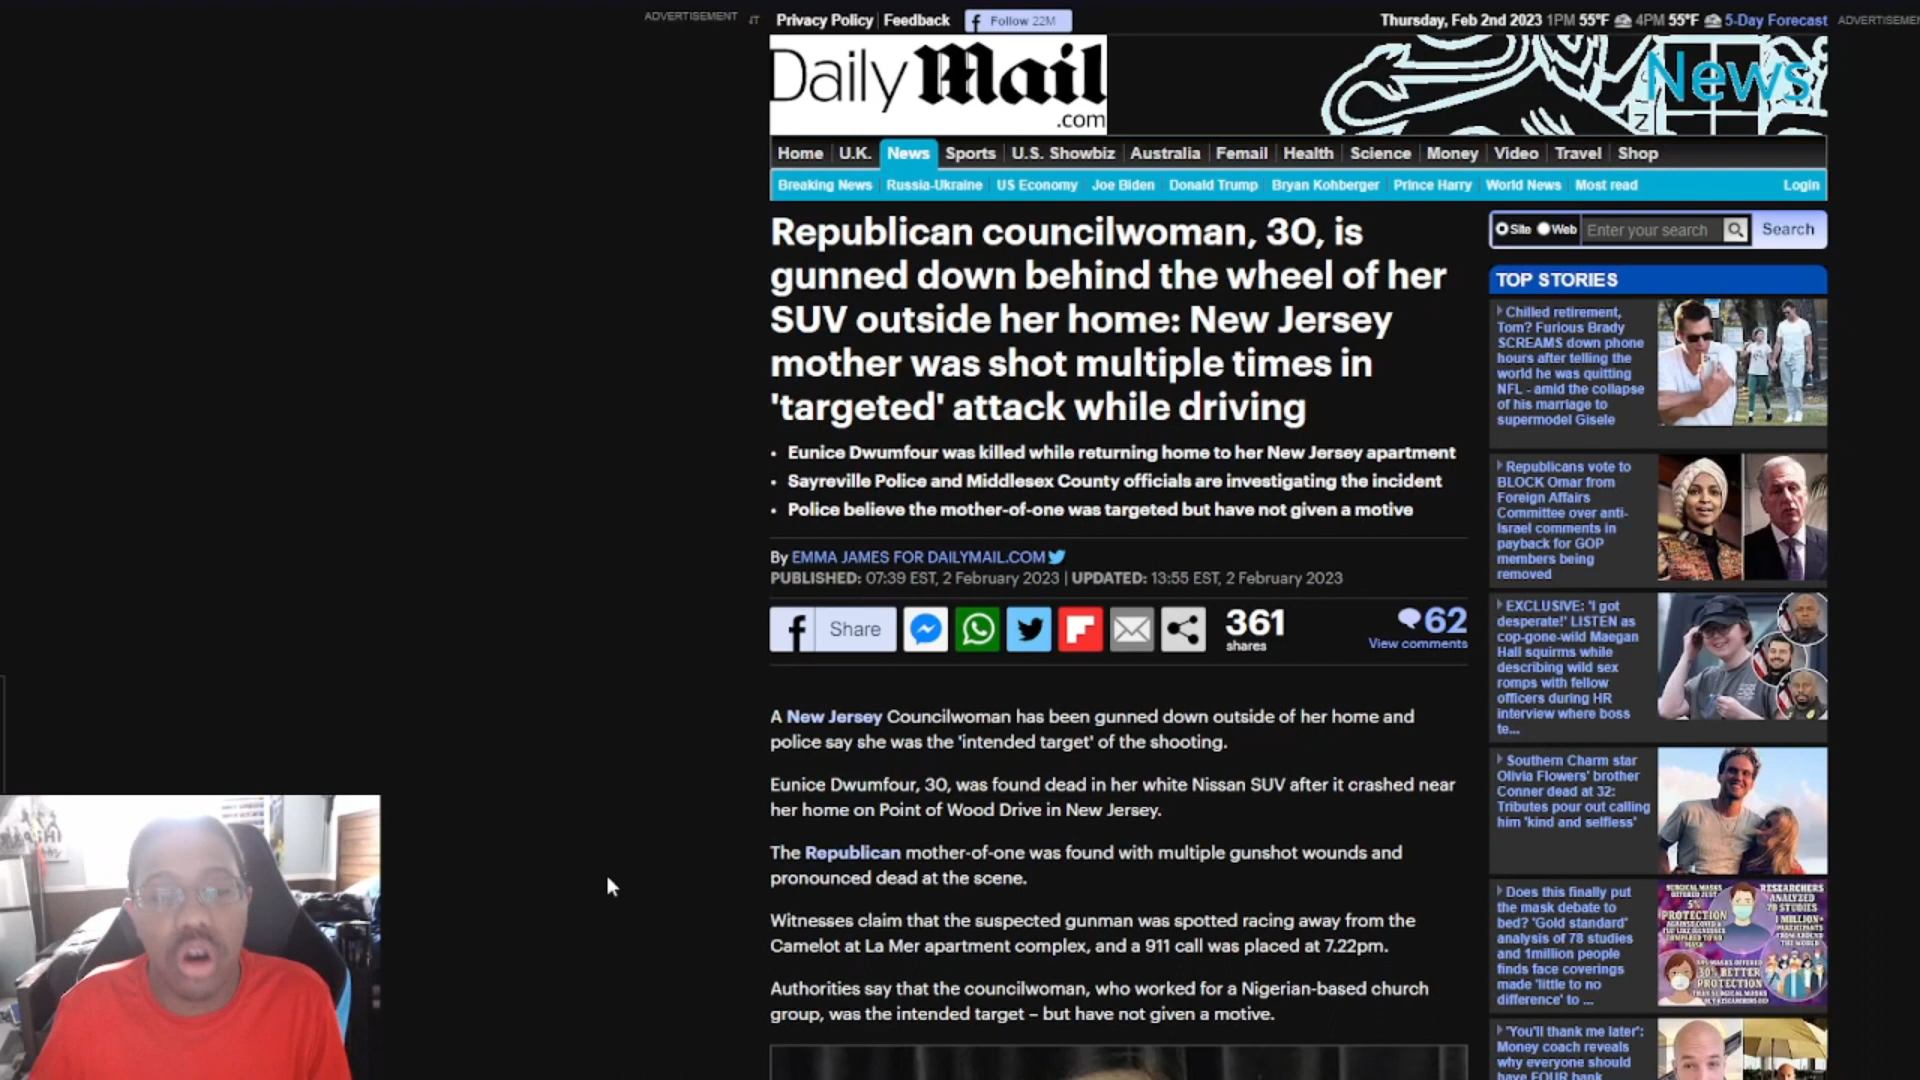 ADVERTISEMENT
Privacy Policy Feedback
Follow 22M
Thursday, Feb 2nd 2023 1PM 55°F 4PM 55°F 5-Day Forecast
Daily Mail
.com
News
Home U.K. News Sports U.S. Showbiz Australia Femail Health Science Money Video Travel Shop
Breaking News Russia-Ukraine US Economy Joe Biden Donald Trump Bryan Kohberger Prince Harry World News Most read Login
Republican councilwoman, 30, is
gunned down behind the wheel of her
SUV outside her home: New Jersey
mother was shot multiple times in
'targeted' attack while driving
• Eunice Dwumfour was killed while returning home to her New Jersey apartment
• Sayreville Police and Middlesex County officials are investigating the incident
• Police believe the mother-of-one was targeted but have not given a motive
By EMMA JAMES FOR DAILYMAIL.COM
PUBLISHED: 07:39 EST, 2 February 2023 | UPDATED: 13:55 EST, 2 February 2023
Share
361
shares
62
View comments
A New Jersey Councilwoman has been gunned down outside of her home and
police say she was the 'intended target' of the shooting.
Eunice Dwumfour, 30, was found dead in her white Nissan SUV after it crashed near
her home on Point of Wood Drive in New Jersey.
The Republican mother-of-one was found with multiple gunshot wounds and
pronounced dead at the scene.
Witnesses claim that the suspected gunman was spotted racing away from the
Camelot at La Mer apartment complex, and a 911 call was placed at 7.22pm.
Authorities say that the councilwoman, who worked for a Nigerian-based church
group, was the intended target – but have not given a motive.
Site Web Enter your search Search
TOP STORIES
Chilled retirement,
Tom? Furious Brady
SCREAMS down phone
hours after telling the
world he was quitting
NFL - amid the collapse
of his marriage to
supermodel Gisele
Republicans vote to
BLOCK Omar from
Foreign Affairs
Committee over anti-
Israel comments in
payback for GOP
members being
removed
EXCLUSIVE: 'I got
desperate!' LISTEN as
cop-gone-wild Maegan
Hall squirms while
describing wild sex
romps with fellow
officers during HR
interview where boss
te...
Southern Charm star
Olivia Flowers' brother
Conner dead at 32:
Tributes pour out calling
him 'kind and selfless'
Does this finally put
the mask debate to
bed? 'Gold standard'
analysis of 78 studies
and 1million people
finds face coverings
made 'little to no
difference' to ...
5%
PROTECTION
RESEARCHERS
ANALYZED
78 STUDIES
1 MILLION+
30% BETTER
PROTECTION
'You'll thank me later':
Money coach reveals
why everyone should
have FOUR bank